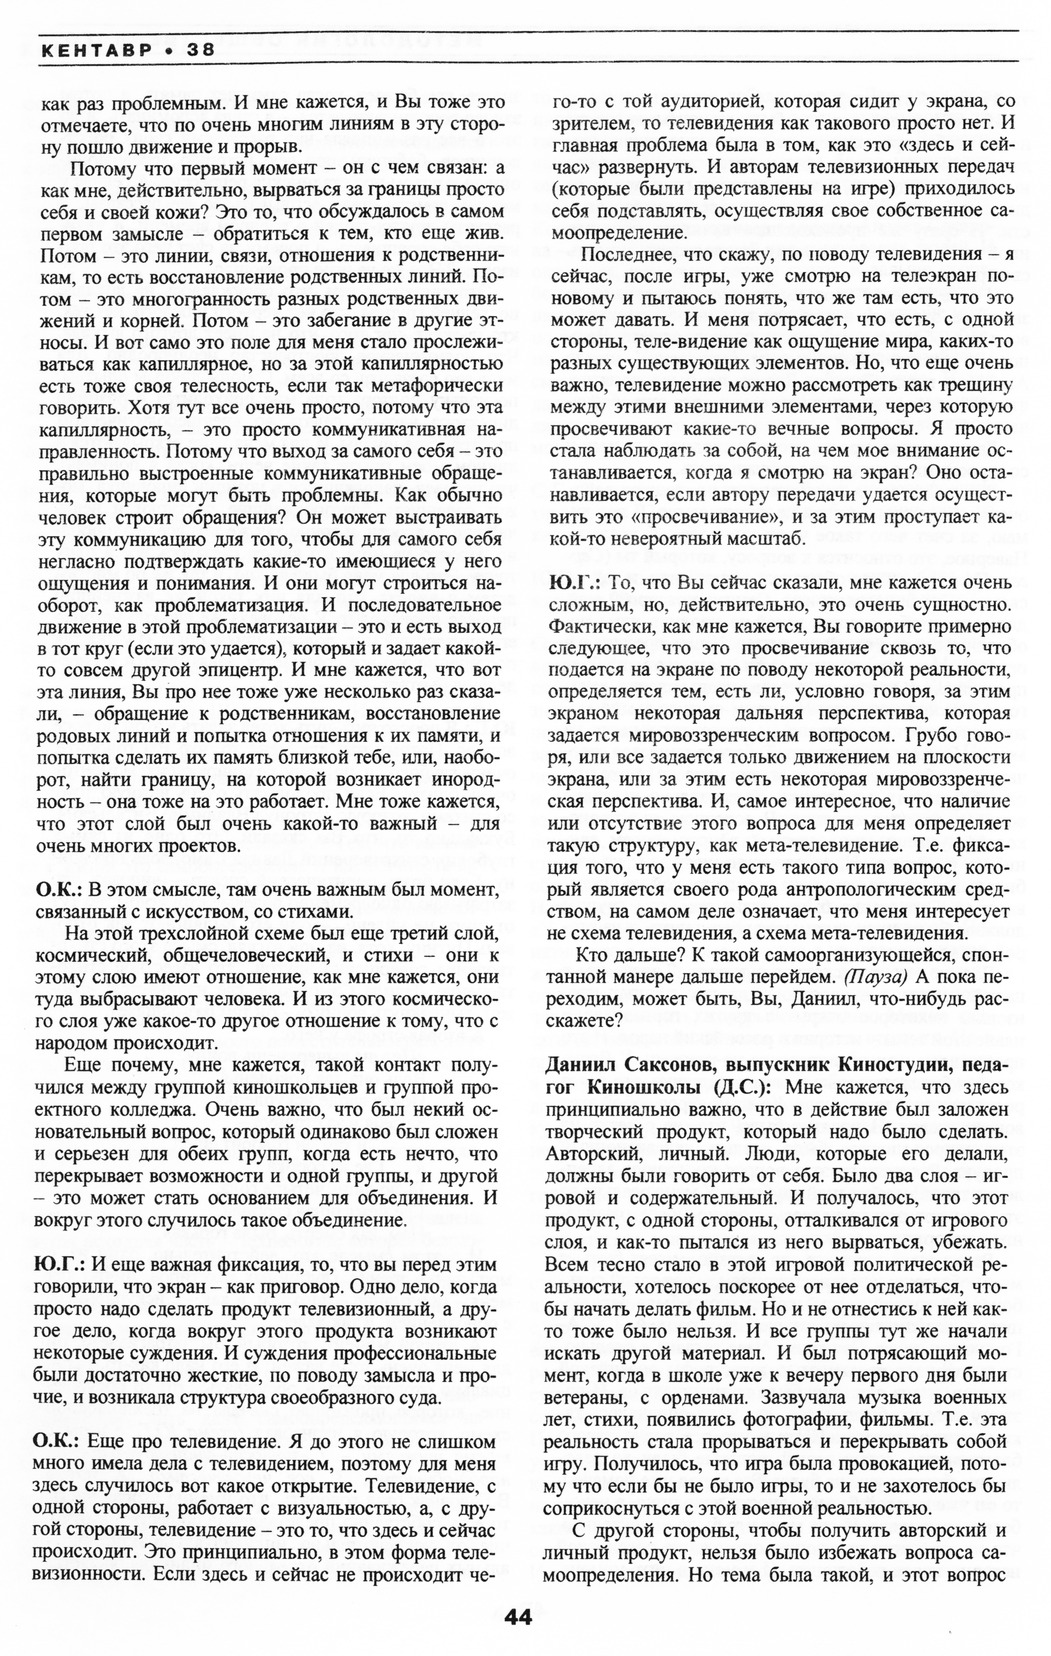 КЕНТАВР • 38
как раз проблемным. И мне кажется, и Вы тоже это
отмечаете, что по очень многим линиям в эту сторо-
ну пошло движение и прорыв.
Потому что первый момент – он с чем связан: а
как мне, действительно, вырваться за границы просто
себя и своей кожи? Это то, что обсуждалось в самом
первом замысле – обратиться к тем, кто еще жив.
Потом – это линии, связи, отношения к родственни-
кам, то есть восстановление родственных линий. По-
том – это многогранность разных родственных дви-
жений и корней. Потом – это забегание в другие эт-
носы. И вот само это поле для меня стало прослежи-
ваться как капиллярное, но за этой капиллярностью
есть тоже своя телесность, если так метафорически
говорить. Хотя тут все очень просто, потому что эта
капиллярность, – это просто коммуникативная на-
правленность. Потому что выход за самого себя – это
правильно выстроенные коммуникативные обраще-
ния, которые могут быть проблемны. Как обычно
человек строит обращения? Он может выстраивать
эту коммуникацию для того, чтобы для самого себя
негласно подтверждать какие-то имеющиеся у него
ощущения и понимания. И они могут строиться на-
оборот, как проблематизация. И последовательное
движение в этой проблематизации – это и есть выход
в тот круг (если это удается), который и задает какой-
то совсем другой эпицентр. И мне кажется, что вот
эта линия, Вы про нее тоже уже несколько раз сказа-
ли, – обращение к родственникам, восстановление
родовых линий и попытка отношения к их памяти, и
попытка сделать их память близкой тебе, или, наобо-
рот, найти границу, на которой возникает инород-
ность – она тоже на это работает. Мне тоже кажется,
что этот слой был очень какой-то важный – для
очень многих проектов.
О.К.: В этом смысле, там очень важным был момент,
связанный с искусством, со стихами.
На этой трехслойной схеме был еще третий слой,
космический, общечеловеческий, и стихи – они к
этому слою имеют отношение, как мне кажется, они
туда выбрасывают человека. И из этого космическо-
го слоя уже какое-то другое отношение к тому, что с
народом происходит.
Еще почему, мне кажется, такой контакт полу-
чился между группой киношкольцев и группой про-
ектного колледжа. Очень важно, что был некий ос-
новательный вопрос, который одинаково был сложен
и серьезен для обеих групп, когда есть нечто, что
перекрывает возможности и одной группы, и другой
– это может стать основанием для объединения. И
вокруг этого случилось такое объединение.
Ю.Г.: И еще важная фиксация, то, что вы перед этим
говорили, что экран – как приговор. Одно дело, когда
просто надо сделать продукт телевизионный, а дру-
гое дело, когда вокруг этого продукта возникают
некоторые суждения. И суждения профессиональные
были достаточно жесткие, по поводу замысла и про-
чие, и возникала структура своеобразного суда.
О.К.: Еще про телевидение. Я до этого не слишком
много имела дела с телевидением, поэтому для меня
здесь случилось вот какое открытие. Телевидение, с
одной стороны, работает с визуальностью, а, с дру-
гой стороны, телевидение – это то, что здесь и сейчас
происходит. Это принципиально, в этом форма теле-
визионности. Если здесь и сейчас не происходит че-
го-то с той аудиторией, которая сидит у экрана, со
зрителем, то телевидения как такового просто нет. И
главная проблема была в том, как это «здесь и сей-
час» развернуть. И авторам телевизионных передач
(которые были представлены на игре) приходилось
себя подставлять, осуществляя свое собственное са-
моопределение.
Последнее, что скажу, по поводу телевидения – я
сейчас, после игры, уже смотрю на телеэкран по-
новому и пытаюсь понять, что же там есть, что это
может давать. И меня потрясает, что есть, с одной
стороны, теле-видение как ощущение мира, каких-то
разных существующих элементов. Но, что еще очень
важно, телевидение можно рассмотреть как трещину
между этими внешними элементами, через которую
просвечивают какие-то вечные вопросы. Я просто
стала наблюдать за собой, на чем мое внимание ос-
танавливается, когда я смотрю на экран? Оно оста-
навливается, если автору передачи удается осущест-
вить это «просвечивание», и за этим проступает ка-
кой-то невероятный масштаб.
Ю.Г.: То, что Вы сейчас сказали, мне кажется очень
сложным, но, действительно, это очень сущностно.
Фактически, как мне кажется, Вы говорите примерно
следующее, что это просвечивание сквозь то, что
подается на экране по поводу некоторой реальности,
определяется тем, есть ли, условно говоря, за этим
экраном некоторая дальняя перспектива, которая
задается мировоззренческим вопросом. Грубо гово-
ря, или все задается только движением на плоскости
экрана, или за этим есть некоторая мировоззренче-
ская перспектива. И, самое интересное, что наличие
или отсутствие этого вопроса для меня определяет
такую структуру, как мета-телевидение. Т.е. фикса-
ция того, что у меня есть такого типа вопрос, кото-
рый является своего рода антропологическим сред-
ством, на самом деле означает, что меня интересует
не схема телевидения, а схема мета-телевидения.
Кто дальше? К такой самоорганизующейся, спон-
танной манере дальше перейдем. (Пауза) А пока пе-
реходим, может быть, Вы, Даниил, что-нибудь рас-
скажете?
Даниил Саксонов, выпускник Киностудии, педа-
гог Киношколы (Д.С.): Мне кажется, что здесь
принципиально важно, что в действие был заложен
творческий продукт, который надо было сделать.
Авторский, личный. Люди, которые его делали,
должны были говорить от себя. Было два слоя – иг-
ровой и содержательный. И получалось, что этот
продукт, с одной стороны, отталкивался от игрового
слоя, и как-то пытался из него вырваться, убежать.
Всем тесно стало в этой игровой политической ре-
альности, хотелось поскорее от нее отделаться, что-
бы начать делать фильм. Но и не отнестись к ней как-
то тоже было нельзя. И все группы тут же начали
искать другой материал. И был потрясающий мо-
мент, когда в школе уже к вечеру первого дня были
ветераны, с орденами. Зазвучала музыка военных
лет, стихи, появились фотографии, фильмы. Т.е. эта
реальность стала прорываться и перекрывать собой
игру. Получилось, что игра была провокацией, пото-
му что если бы не было игры, то и не захотелось бы
соприкоснуться с этой военной реальностью.
С другой стороны, чтобы получить авторский и
личный продукт, нельзя было избежать вопроса са-
моопределения. Но тема была такой, и этот вопрос
44